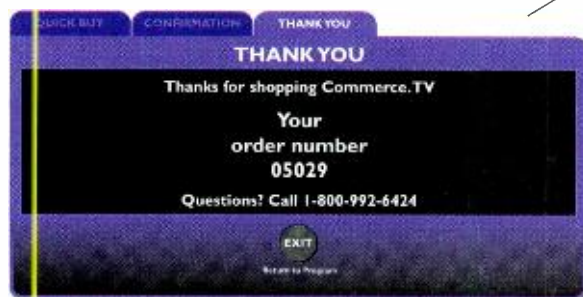 QUICK BUY CONFIRMATION THANK YOU
THANK YOU
Thanks for shopping Commerce.TV
Your
order number
05029
Questions? Call 1-800-992-6424
EXIT
Return to Program